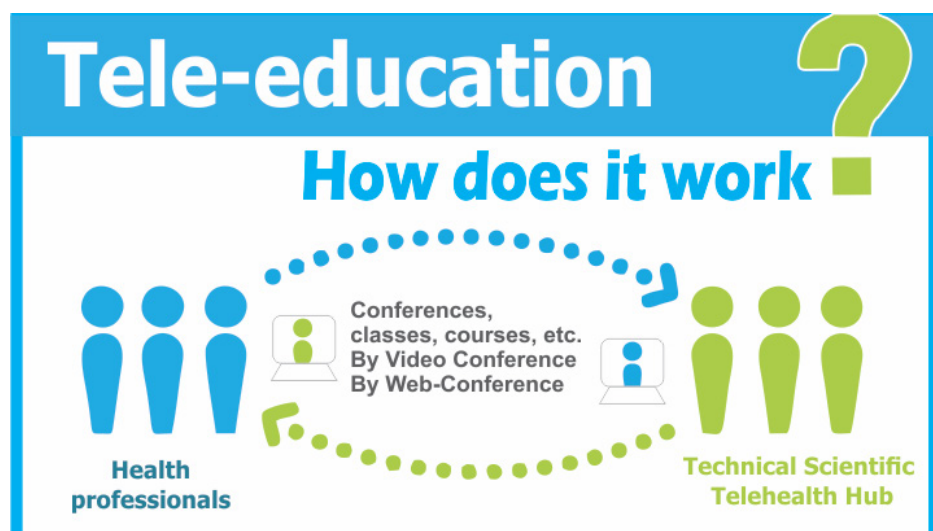 Tele-education
How does it work?
Conferences,
classes, courses, etc.
By Video Conference
By Web-Conference
Health
professionals
Technical Scientific
Telehealth Hub